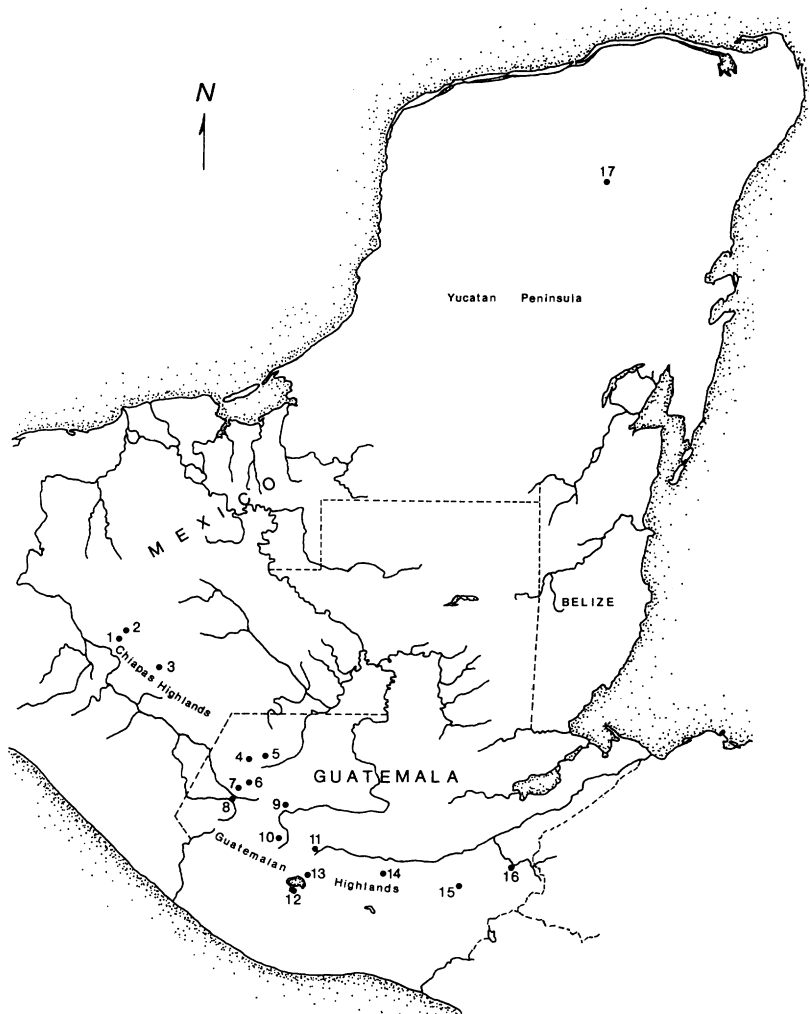 N
17
Yucatan Peninsula
MEXICO
BELIZE
2
1
3
Chiapas Highlands
4
5
GUATEMALA
7
6
8
9
10
11
Guatemalan Highlands
13
14
12
15
16